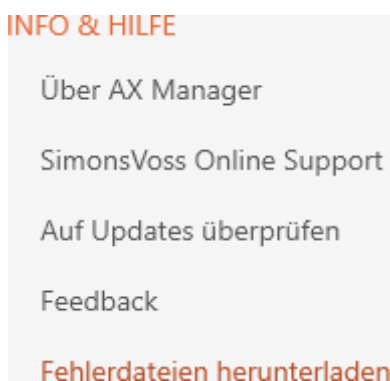 INFO & HILFE
Über AX Manager
SimonsVoss Online Support
Auf Updates überprüfen
Feedback
Fehlerdateien herunterladen